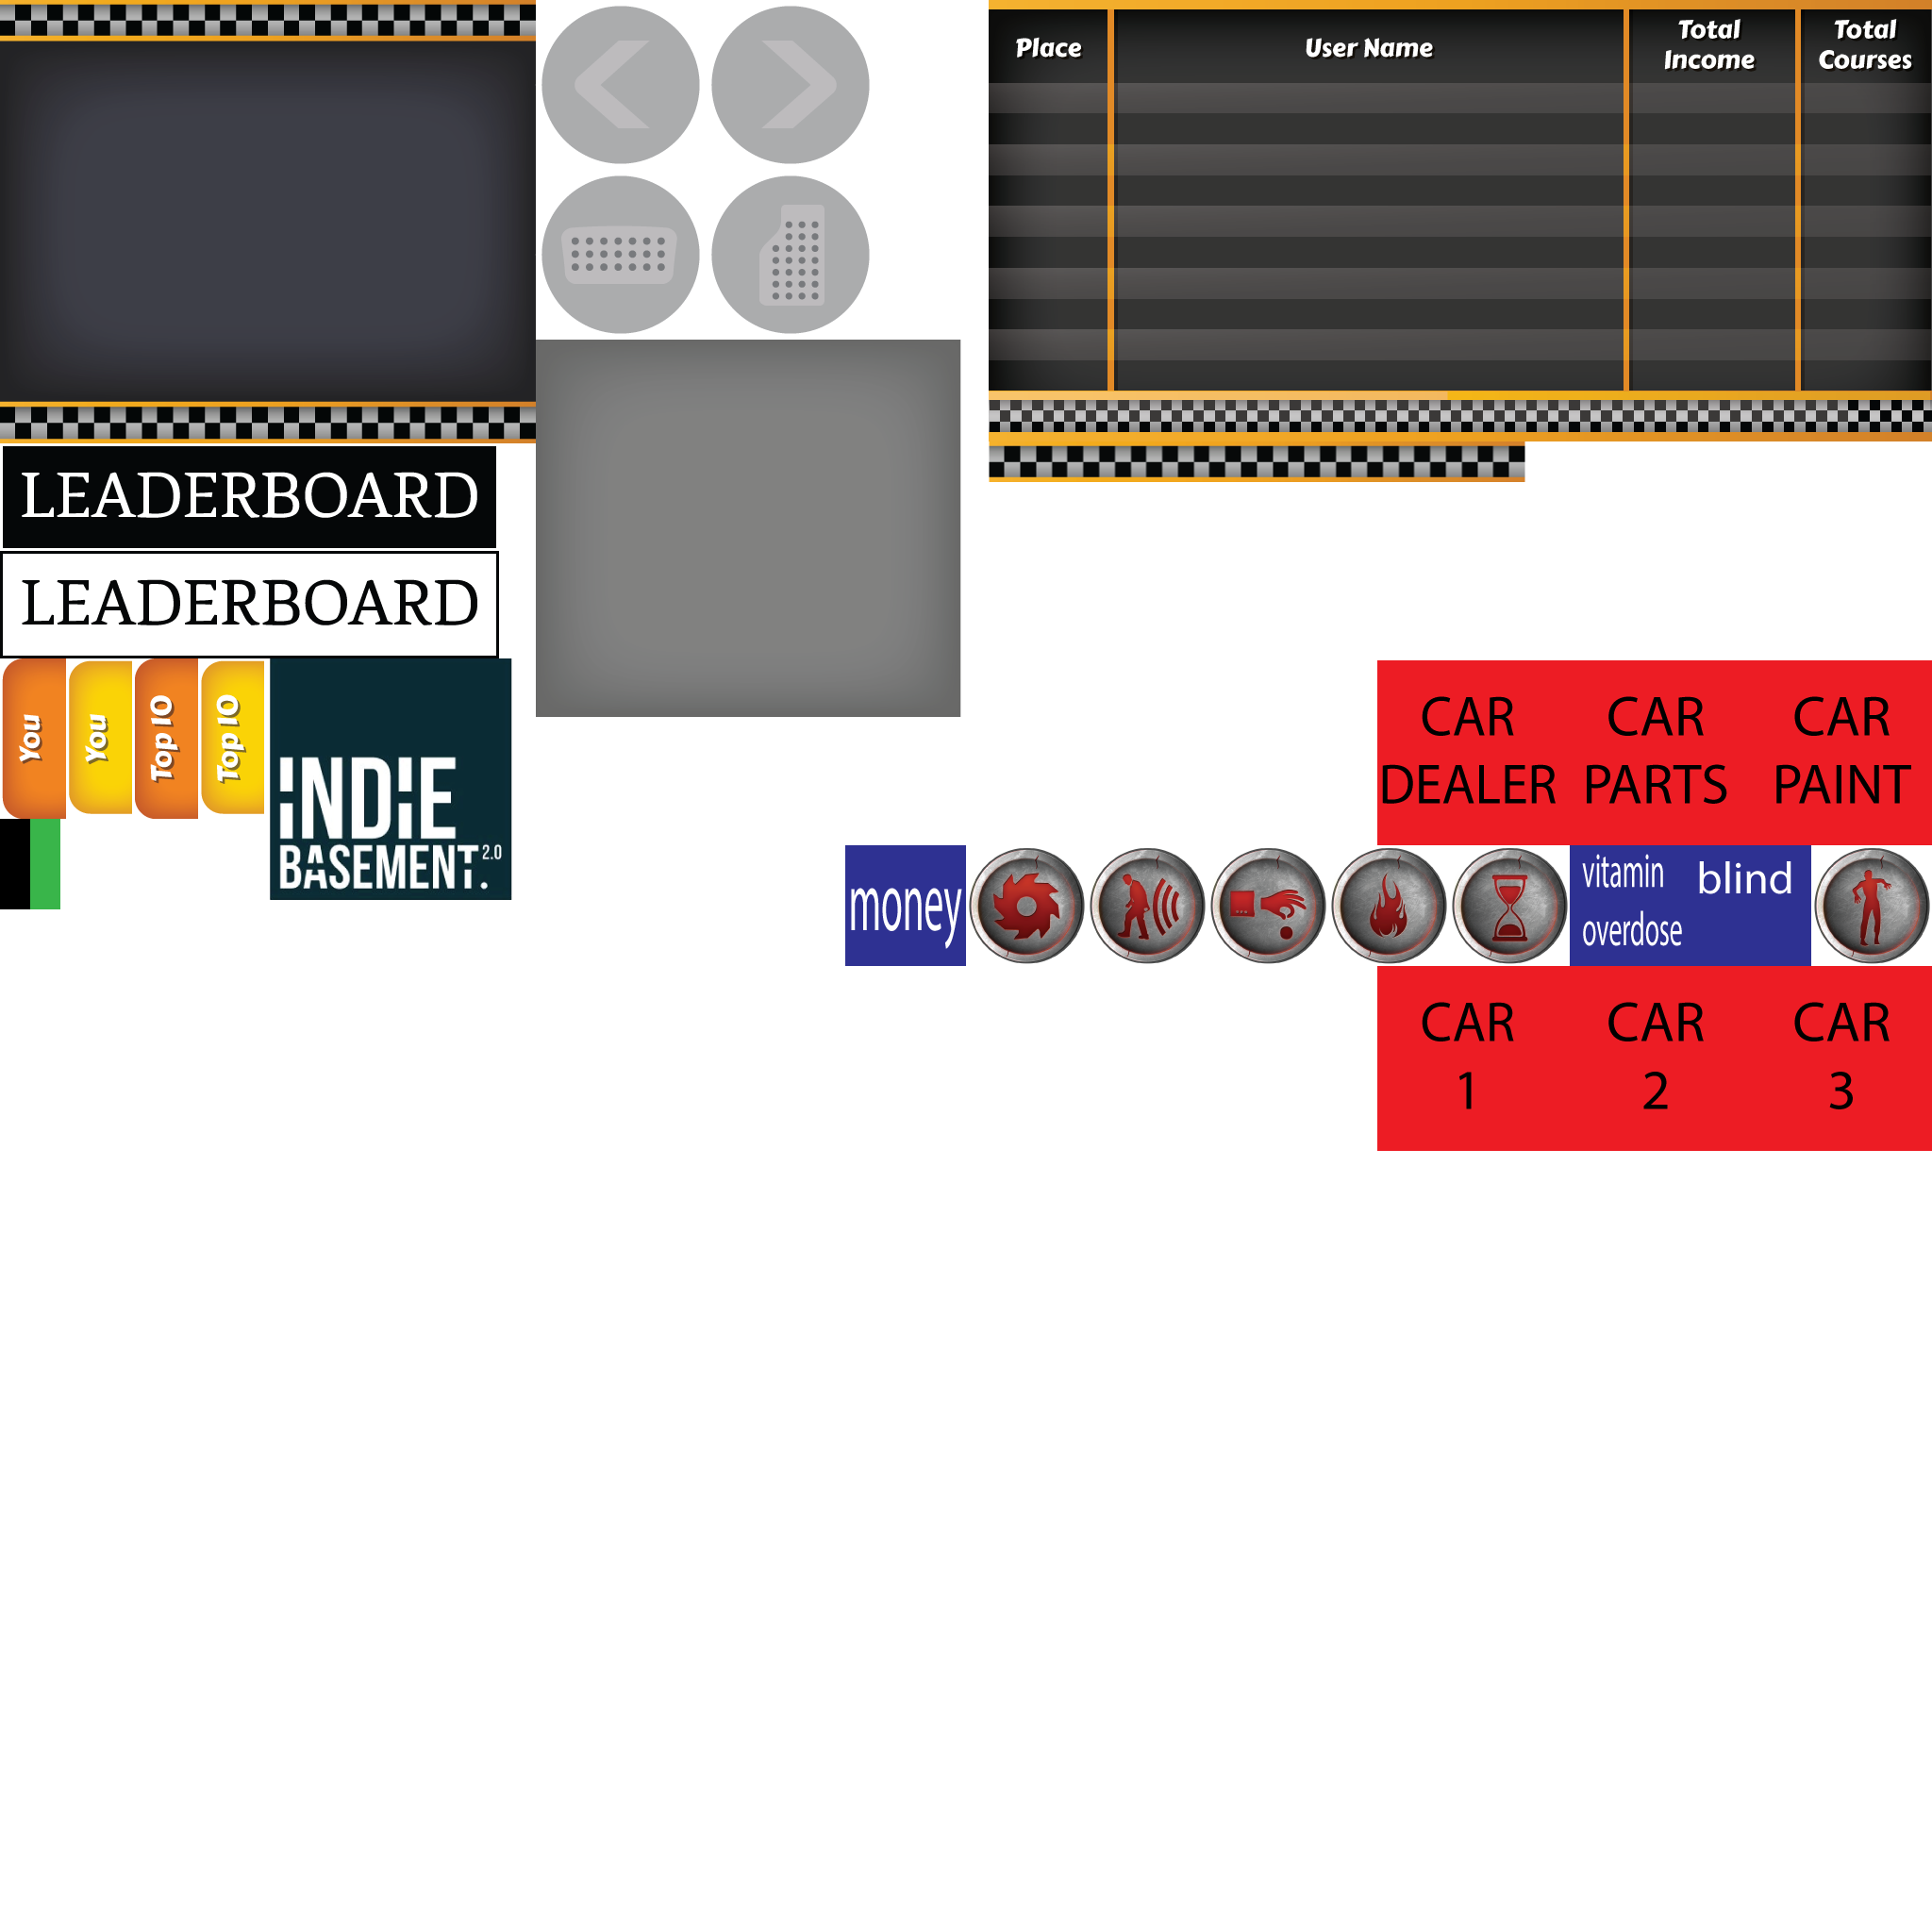 Place
User Name
Total
Income
Total
Courses
LEADERBOARD
LEADERBOARD
You
You
Top 10
Top 10
INDIE
BASEMENT. 2.0
CAR
DEALER
CAR
PARTS
CAR
PAINT
money
vitamin
overdose
blind
CAR
1
CAR
2
CAR
3